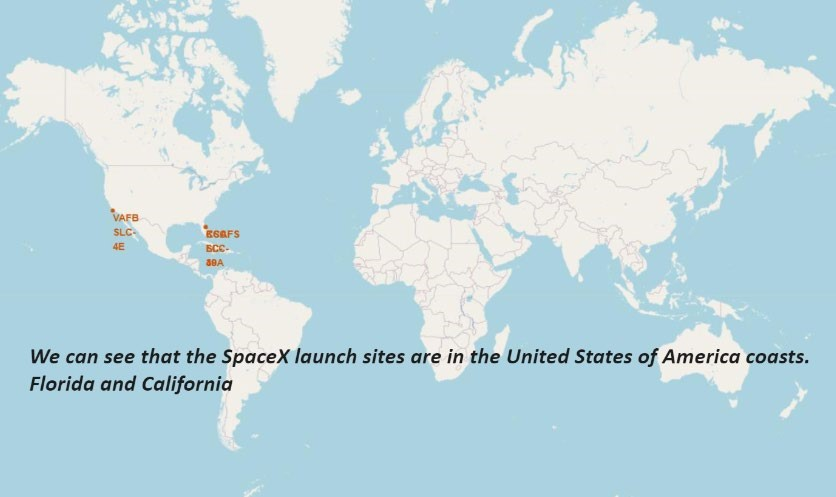 VAFB
SLC-
4E
We can see that the SpaceX launch sites are in the United States of America coasts.
Florida and California